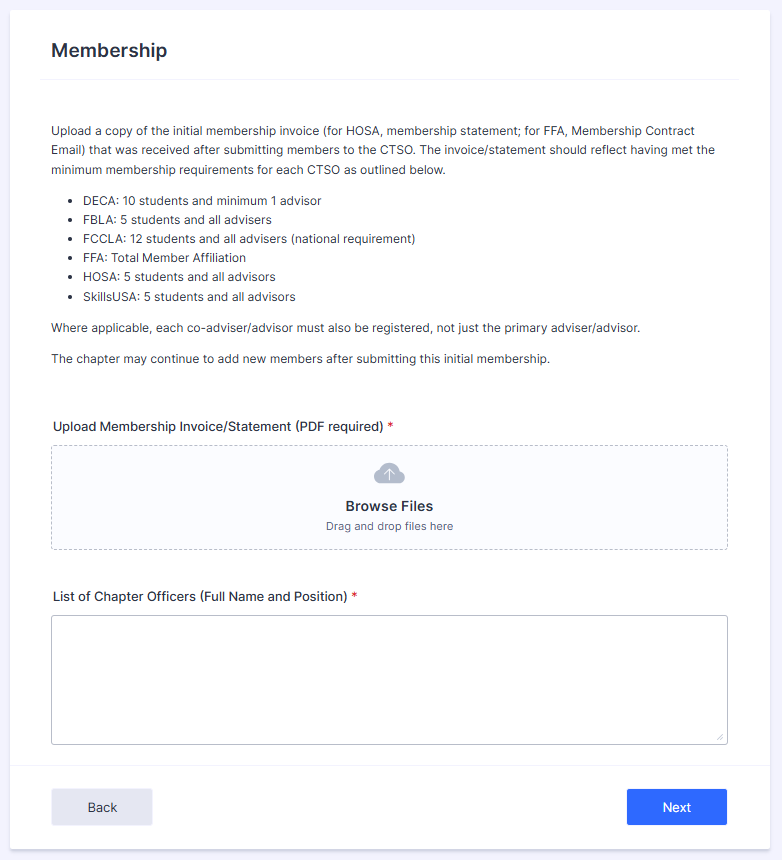 Membership
Upload a copy of the initial membership invoice (for HOSA, membership statement; for FFA, Membership Contract
Email) that was received after submitting members to the CTSO. The invoice/statement should reflect having met the
minimum membership requirements for each CTSO as outlined below.
• DECA: 10 students and minimum 1 advisor
• FBLA: 5 students and all advisers
• FCCLA: 12 students and all advisers (national requirement)
• FFA: Total Member Affiliation
• HOSA: 5 students and all advisors
• SkillsUSA: 5 students and all advisors
Where applicable, each co-adviser/advisor must also be registered, not just the primary adviser/advisor.
The chapter may continue to add new members after submitting this initial membership.
Upload Membership Invoice/Statement (PDF required) *
Browse Files
Drag and drop files here
List of Chapter Officers (Full Name and Position) *
Back
Next